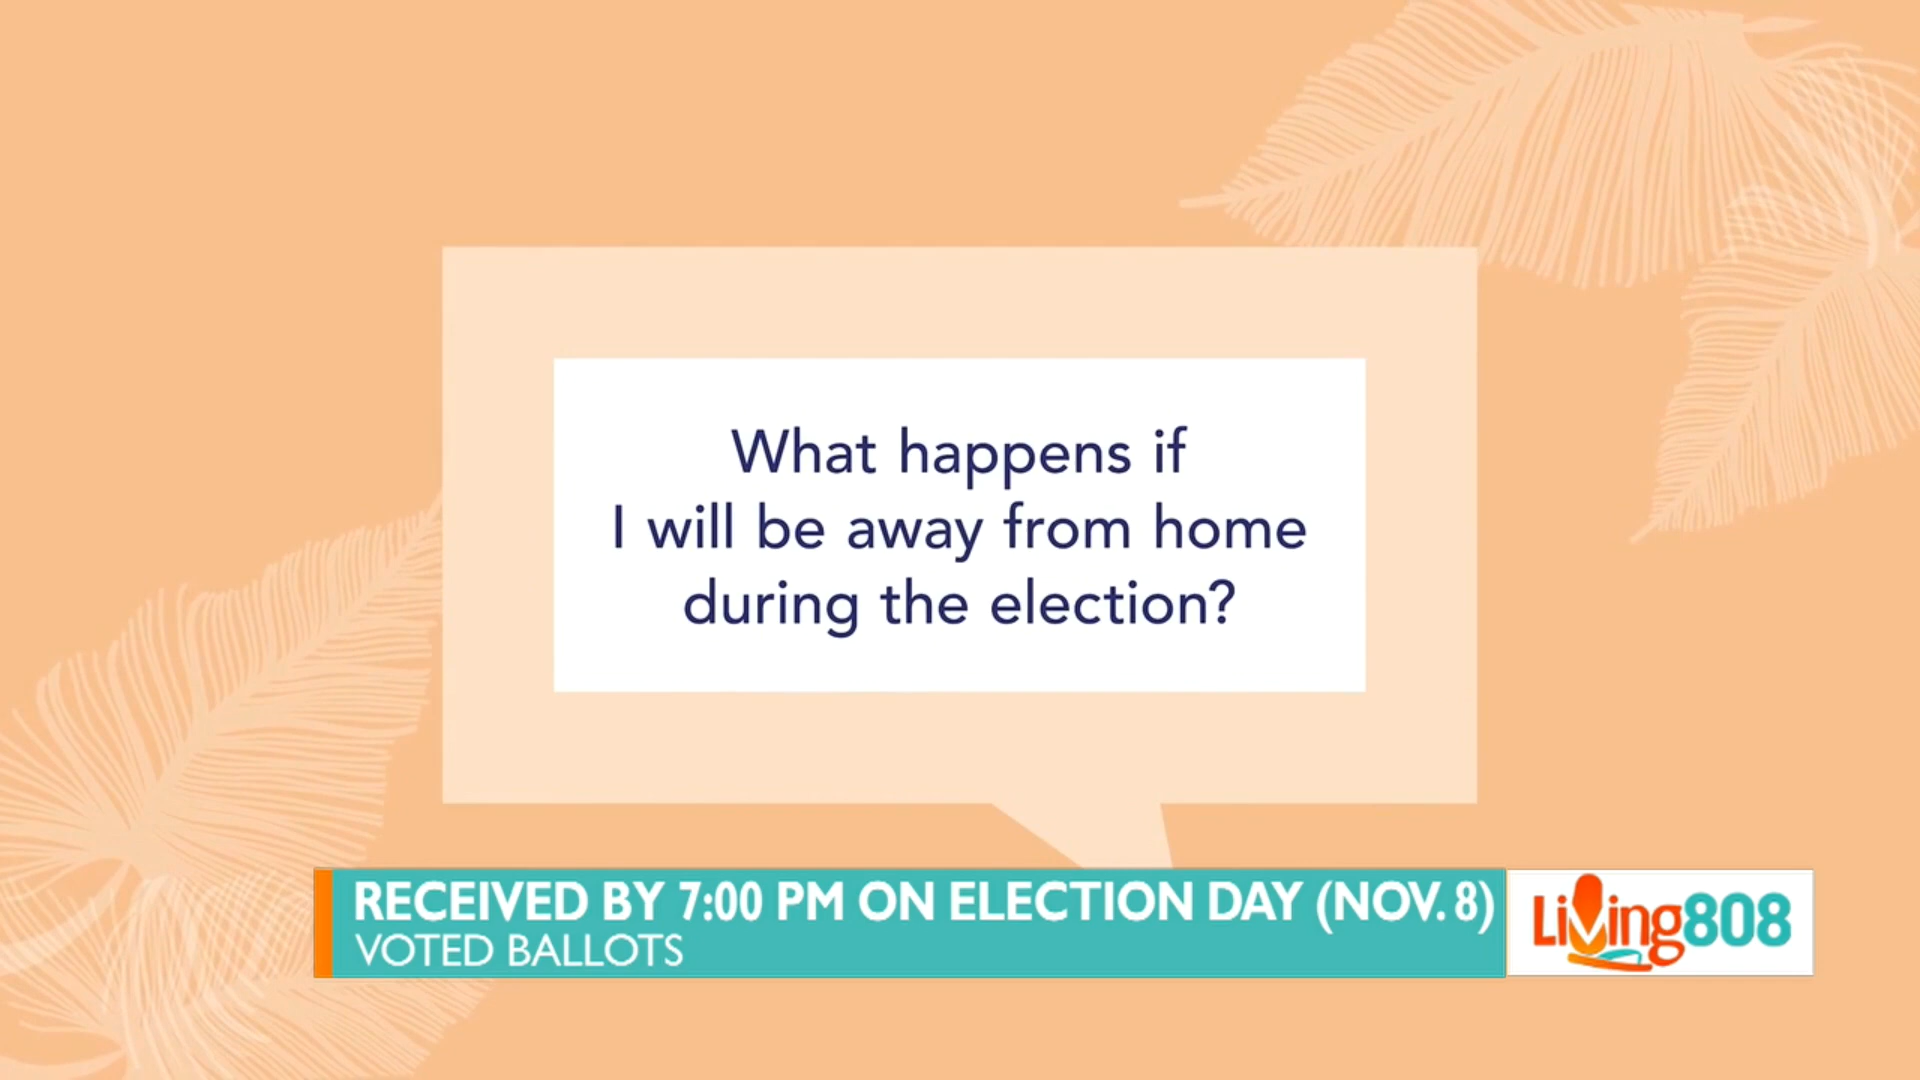 What happens if
I will be away from home
during the election?
RECEIVED BY 7:00 PM ON ELECTION DAY (NOV. 8)
VOTED BALLOTS
Living808